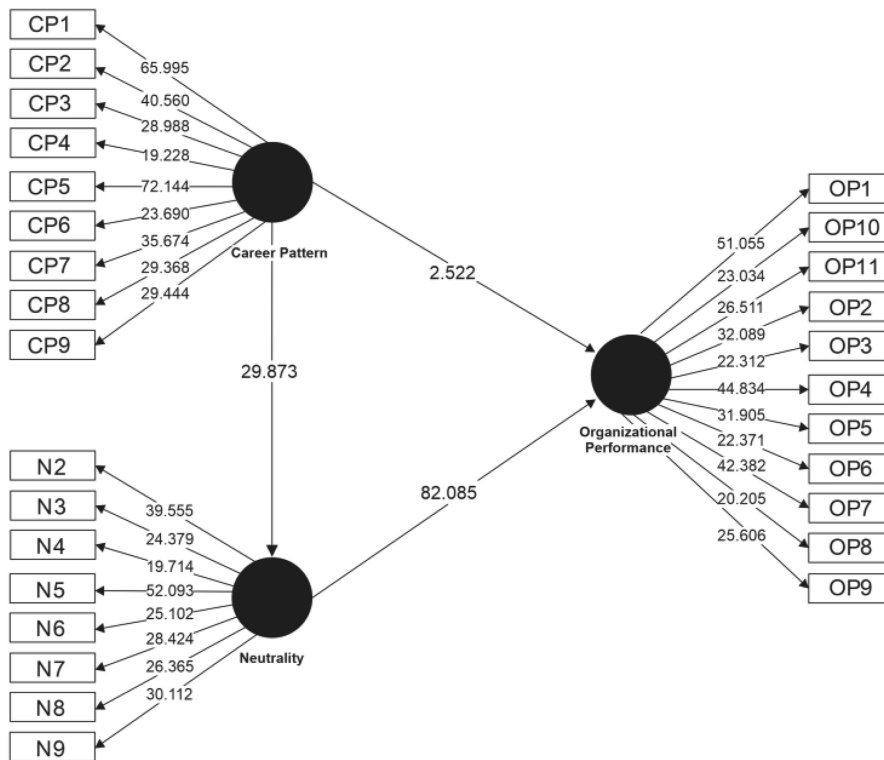 CP1
CP2
CP3
CP4
CP5
CP6
CP7
CP8
CP9
65.995
40.560
28.988
19.228
72.144
23.690
35.674
29.368
29.444
Career Pattern
2.522
29.873
82.085
N2
N3
N4
N5
N6
N7
N8
N9
39.555
24.379
19.714
52.093
25.102
28.424
26.365
30.112
Neutrality
Organizational
Performance
51.055
23.034
26.511
32.089
22.312
44.834
31.905
22.371
42.382
20.205
25.606
OP1
OP10
OP11
OP2
OP3
OP4
OP5
OP6
OP7
OP8
OP9